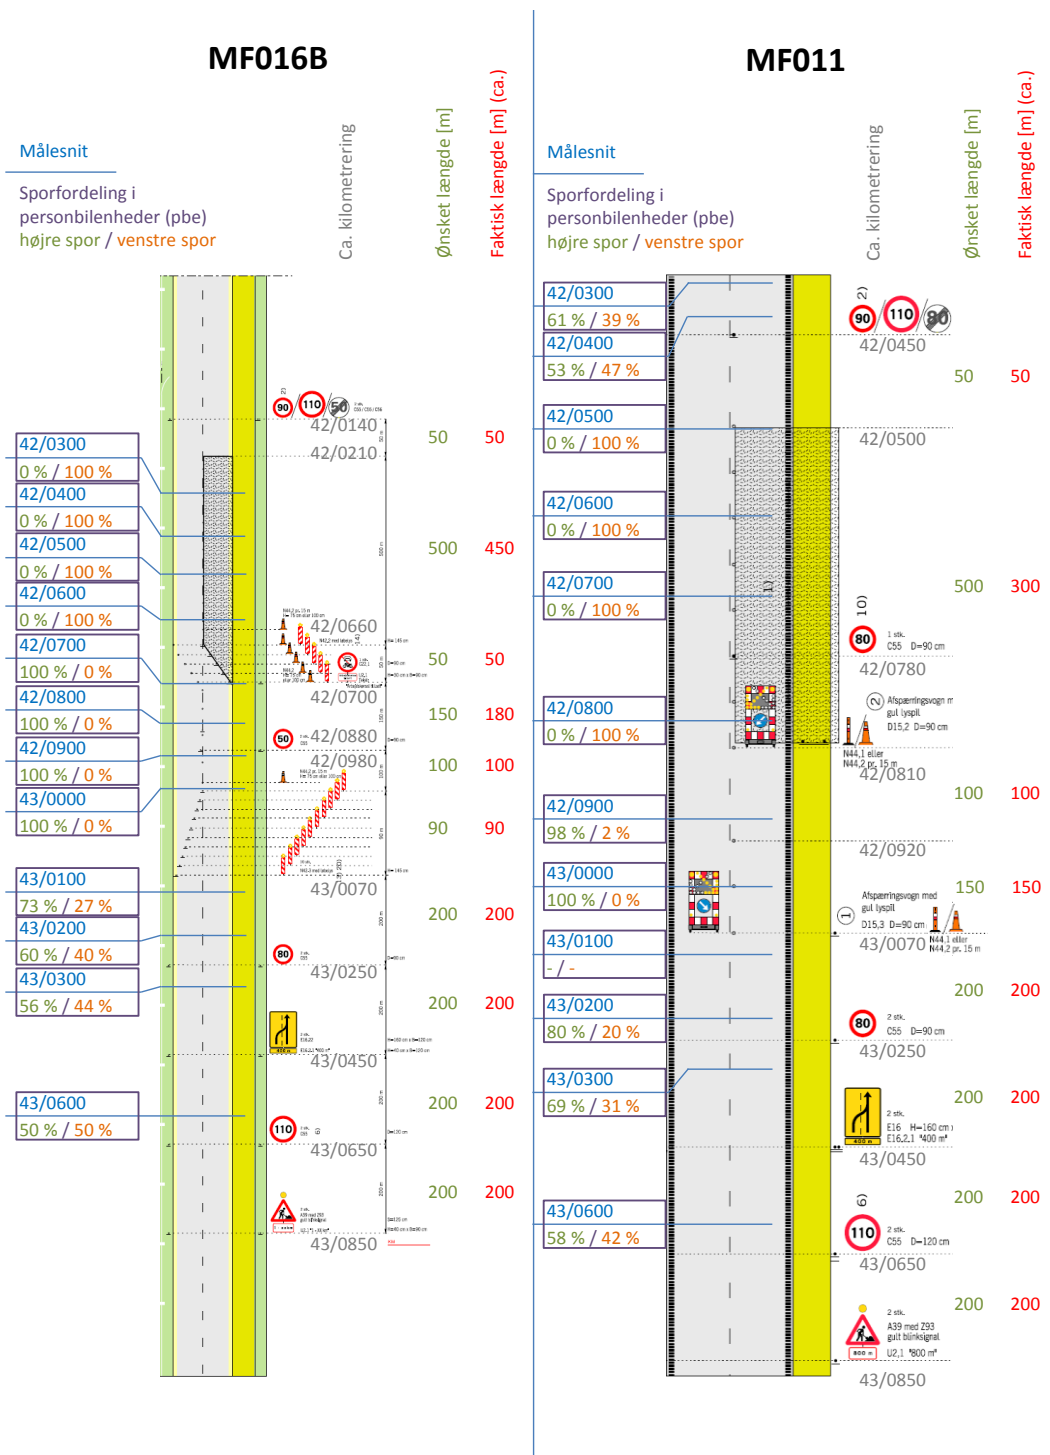 MF016B
Målesnit
Sporfordeling i
personbilenheder (pbe)
højre spor / venstre spor
Ca. kilometrering
Ønsket længde [m]
Faktisk længde [m] (ca.)
2)
90 / 110 / 50
42/0140
50 50
42/0210
42/0300
0 % / 100 %
42/0400
0 % / 100 %
42/0500
0 % / 100 %
500 450
42/0600
0 % / 100 %
42/0660
42/0700
100 % / 0 %
50 50
42/0700
42/0800
100 % / 0 %
150 180
50
42/0880
42/0900
100 % / 0 %
42/0980
100 100
43/0000
100 % / 0 %
90 90
43/0070
43/0100
73 % / 27 %
200 200
43/0200
60 % / 40 %
80
43/0250
43/0300
56 % / 44 %
200 200
400 m
43/0450
43/0600
50 % / 50 %
200 200
110
6)
43/0650
200 200
43/0850
MF011
Målesnit
Sporfordeling i
personbilenheder (pbe)
højre spor / venstre spor
Ca. kilometrering
Ønsket længde [m]
Faktisk længde [m] (ca.)
42/0300
61 % / 39 %
2)
90 / 110 / 80
42/0400
53 % / 47 %
42/0450
50 50
42/0500
0 % / 100 %
42/0500
42/0600
0 % / 100 %
42/0700
0 % / 100 %
1)
500 300
10)
80
1 stk.
C55 D=90 cm
42/0780
42/0800
0 % / 100 %
2
Afspærringsvogn m
gul lyspil
D15,2 D=90 cm
N44,1 eller
N44,2 pr. 15 m
42/0810
100 100
42/0900
98 % / 2 %
42/0920
43/0000
100 % / 0 %
150 150
1
Afspærringsvogn med
gul lyspil
D15,3 D=90 cm
N44,1 eller
N44,2 pr. 15 m
43/0070
43/0100
- / -
200 200
43/0200
80 % / 20 %
80
2 stk.
C55 D=90 cm
43/0250
43/0300
69 % / 31 %
200 200
400 m
2 stk.
E16 H=160 cm
E16,2,1 "400 m"
43/0450
200 200
43/0600
58 % / 42 %
6)
110
2 stk.
C55 D=120 cm
43/0650
200 200
800 m
2 stk.
A39 med Z93
gult blinksignal
U2,1 "800 m"
43/0850